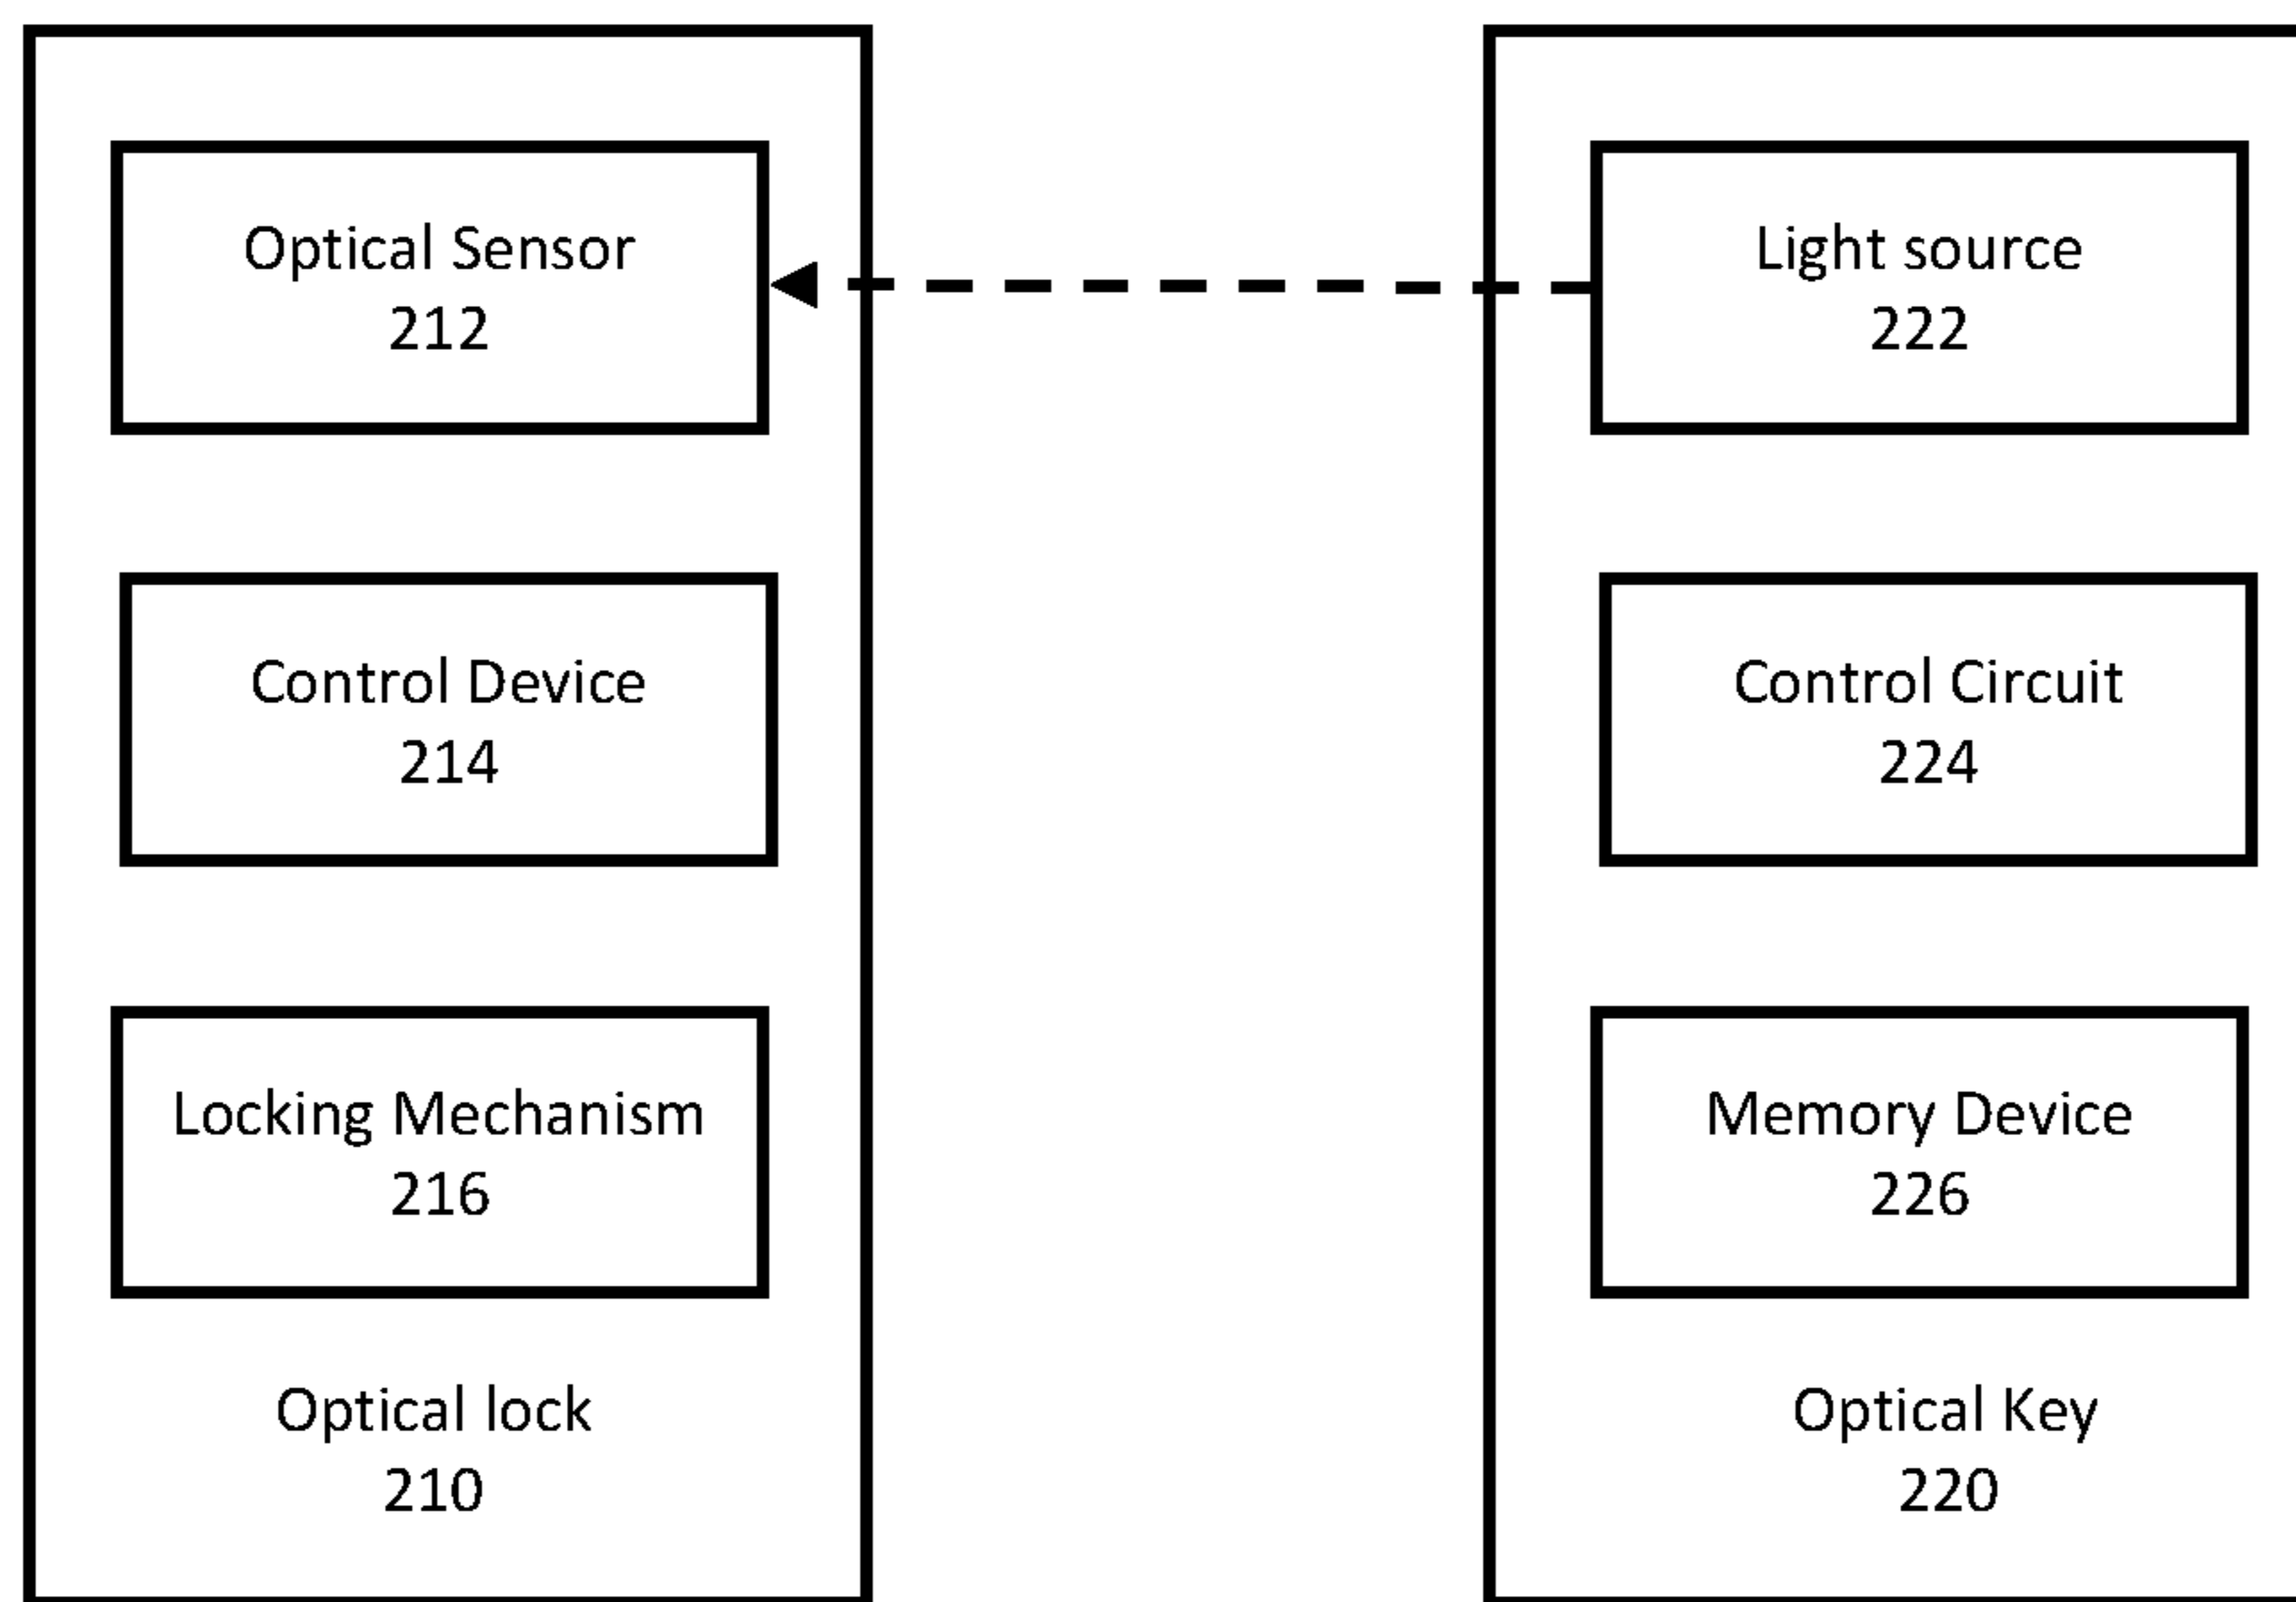 Optical Sensor
212
Control Device
214
Locking Mechanism
216
Optical lock
210
Light source
222
Control Circuit
224
Memory Device
226
Optical Key
220